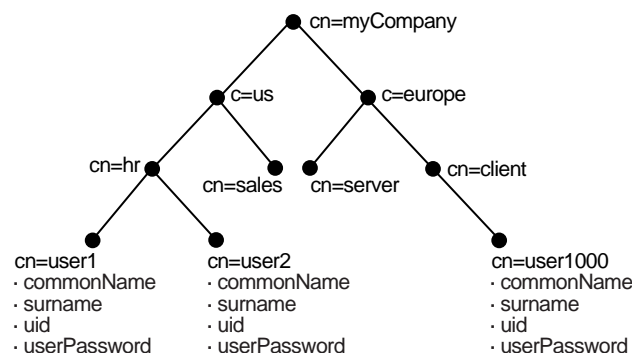 cn=myCompany
c=us
c=europe
cn=hr
cn=sales
cn=server
cn=client
cn=user1
· commonName
· surname
· uid
· userPassword
cn=user2
· commonName
· surname
· uid
· userPassword
cn=user1000
· commonName
· surname
· uid
· userPassword